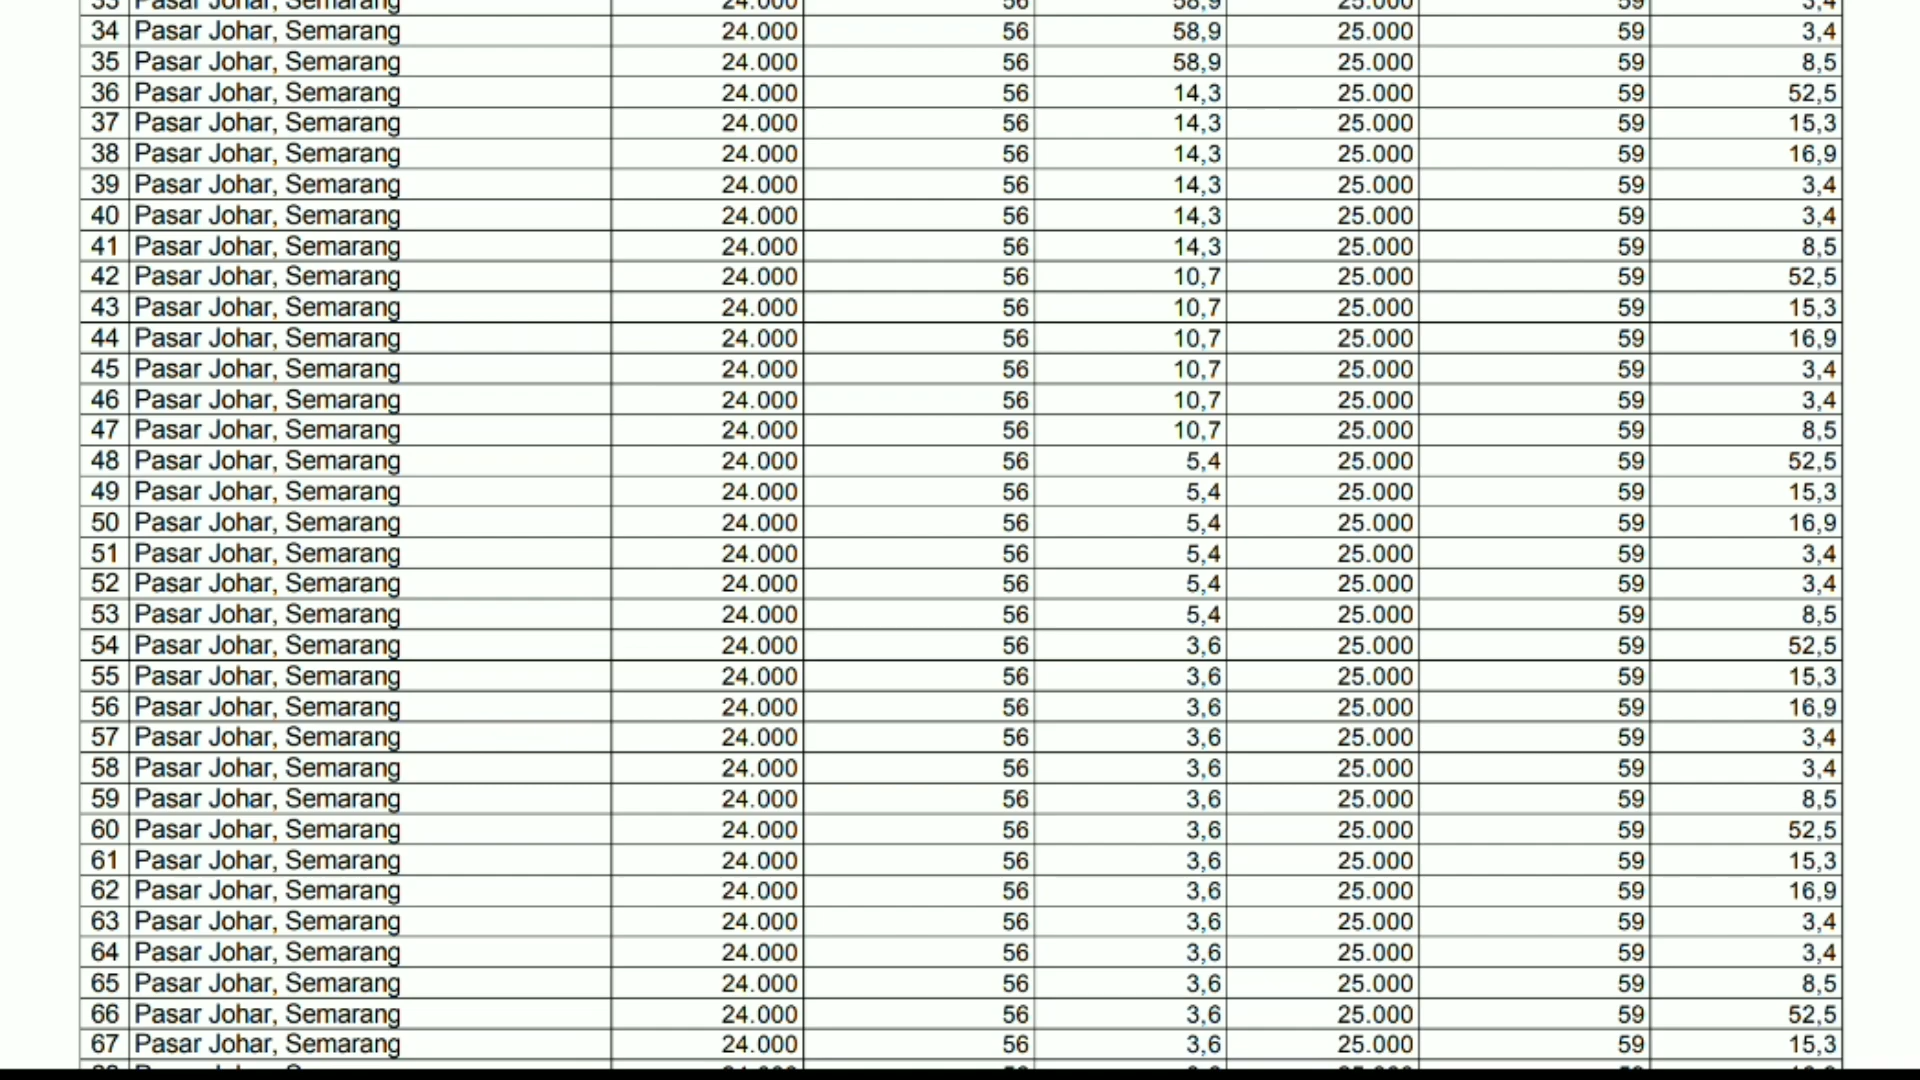 33 Pasar Johar, Semarang 24.000 56 58,9 25.000 59 3,4
34 Pasar Johar, Semarang 24.000 56 58,9 25.000 59 3,4
35 Pasar Johar, Semarang 24.000 56 58,9 25.000 59 8,5
36 Pasar Johar, Semarang 24.000 56 14,3 25.000 59 52,5
37 Pasar Johar, Semarang 24.000 56 14,3 25.000 59 15,3
38 Pasar Johar, Semarang 24.000 56 14,3 25.000 59 16,9
39 Pasar Johar, Semarang 24.000 56 14,3 25.000 59 3,4
40 Pasar Johar, Semarang 24.000 56 14,3 25.000 59 3,4
41 Pasar Johar, Semarang 24.000 56 14,3 25.000 59 8,5
42 Pasar Johar, Semarang 24.000 56 10,7 25.000 59 52,5
43 Pasar Johar, Semarang 24.000 56 10,7 25.000 59 15,3
44 Pasar Johar, Semarang 24.000 56 10,7 25.000 59 16,9
45 Pasar Johar, Semarang 24.000 56 10,7 25.000 59 3,4
46 Pasar Johar, Semarang 24.000 56 10,7 25.000 59 3,4
47 Pasar Johar, Semarang 24.000 56 10,7 25.000 59 8,5
48 Pasar Johar, Semarang 24.000 56 5,4 25.000 59 52,5
49 Pasar Johar, Semarang 24.000 56 5,4 25.000 59 15,3
50 Pasar Johar, Semarang 24.000 56 5,4 25.000 59 16,9
51 Pasar Johar, Semarang 24.000 56 5,4 25.000 59 3,4
52 Pasar Johar, Semarang 24.000 56 5,4 25.000 59 3,4
53 Pasar Johar, Semarang 24.000 56 5,4 25.000 59 8,5
54 Pasar Johar, Semarang 24.000 56 3,6 25.000 59 52,5
55 Pasar Johar, Semarang 24.000 56 3,6 25.000 59 15,3
56 Pasar Johar, Semarang 24.000 56 3,6 25.000 59 16,9
57 Pasar Johar, Semarang 24.000 56 3,6 25.000 59 3,4
58 Pasar Johar, Semarang 24.000 56 3,6 25.000 59 3,4
59 Pasar Johar, Semarang 24.000 56 3,6 25.000 59 8,5
60 Pasar Johar, Semarang 24.000 56 3,6 25.000 59 52,5
61 Pasar Johar, Semarang 24.000 56 3,6 25.000 59 15,3
62 Pasar Johar, Semarang 24.000 56 3,6 25.000 59 16,9
63 Pasar Johar, Semarang 24.000 56 3,6 25.000 59 3,4
64 Pasar Johar, Semarang 24.000 56 3,6 25.000 59 3,4
65 Pasar Johar, Semarang 24.000 56 3,6 25.000 59 8,5
66 Pasar Johar, Semarang 24.000 56 3,6 25.000 59 52,5
67 Pasar Johar, Semarang 24.000 56 3,6 25.000 59 15,3